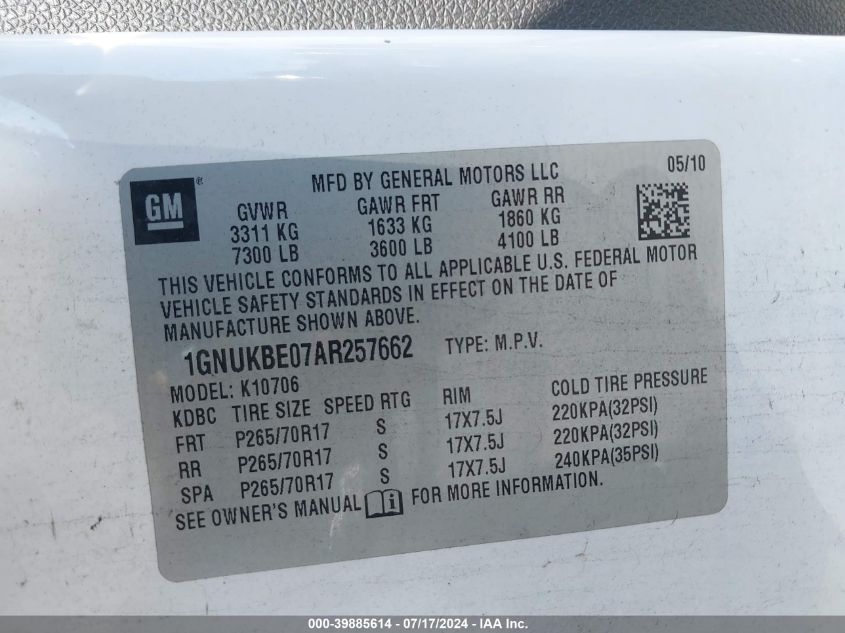 GM®
MFD BY GENERAL MOTORS LLC 05/10
GVWR GAWR FRT GAWR RR
3311 KG 1633 KG 1860 KG
7300 LB 3600 LB 4100 LB
THIS VEHICLE CONFORMS TO ALL APPLICABLE U.S. FEDERAL MOTOR
VEHICLE SAFETY STANDARDS IN EFFECT ON THE DATE OF
MANUFACTURE SHOWN ABOVE.
1GNUKBE07AR257662 TYPE: M.P.V.
MODEL: K10706
KDBC TIRE SIZE SPEED RTG RIM COLD TIRE PRESSURE
FRT P265/70R17 S 17X7.5J 220KPA(32PSI)
RR P265/70R17 S 17X7.5J 220KPA(32PSI)
SPA P265/70R17 S 17X7.5J 240KPA(35PSI)
SEE OWNER'S MANUAL i FOR MORE INFORMATION.
000-39885614 - 07/17/2024 - IAA Inc.